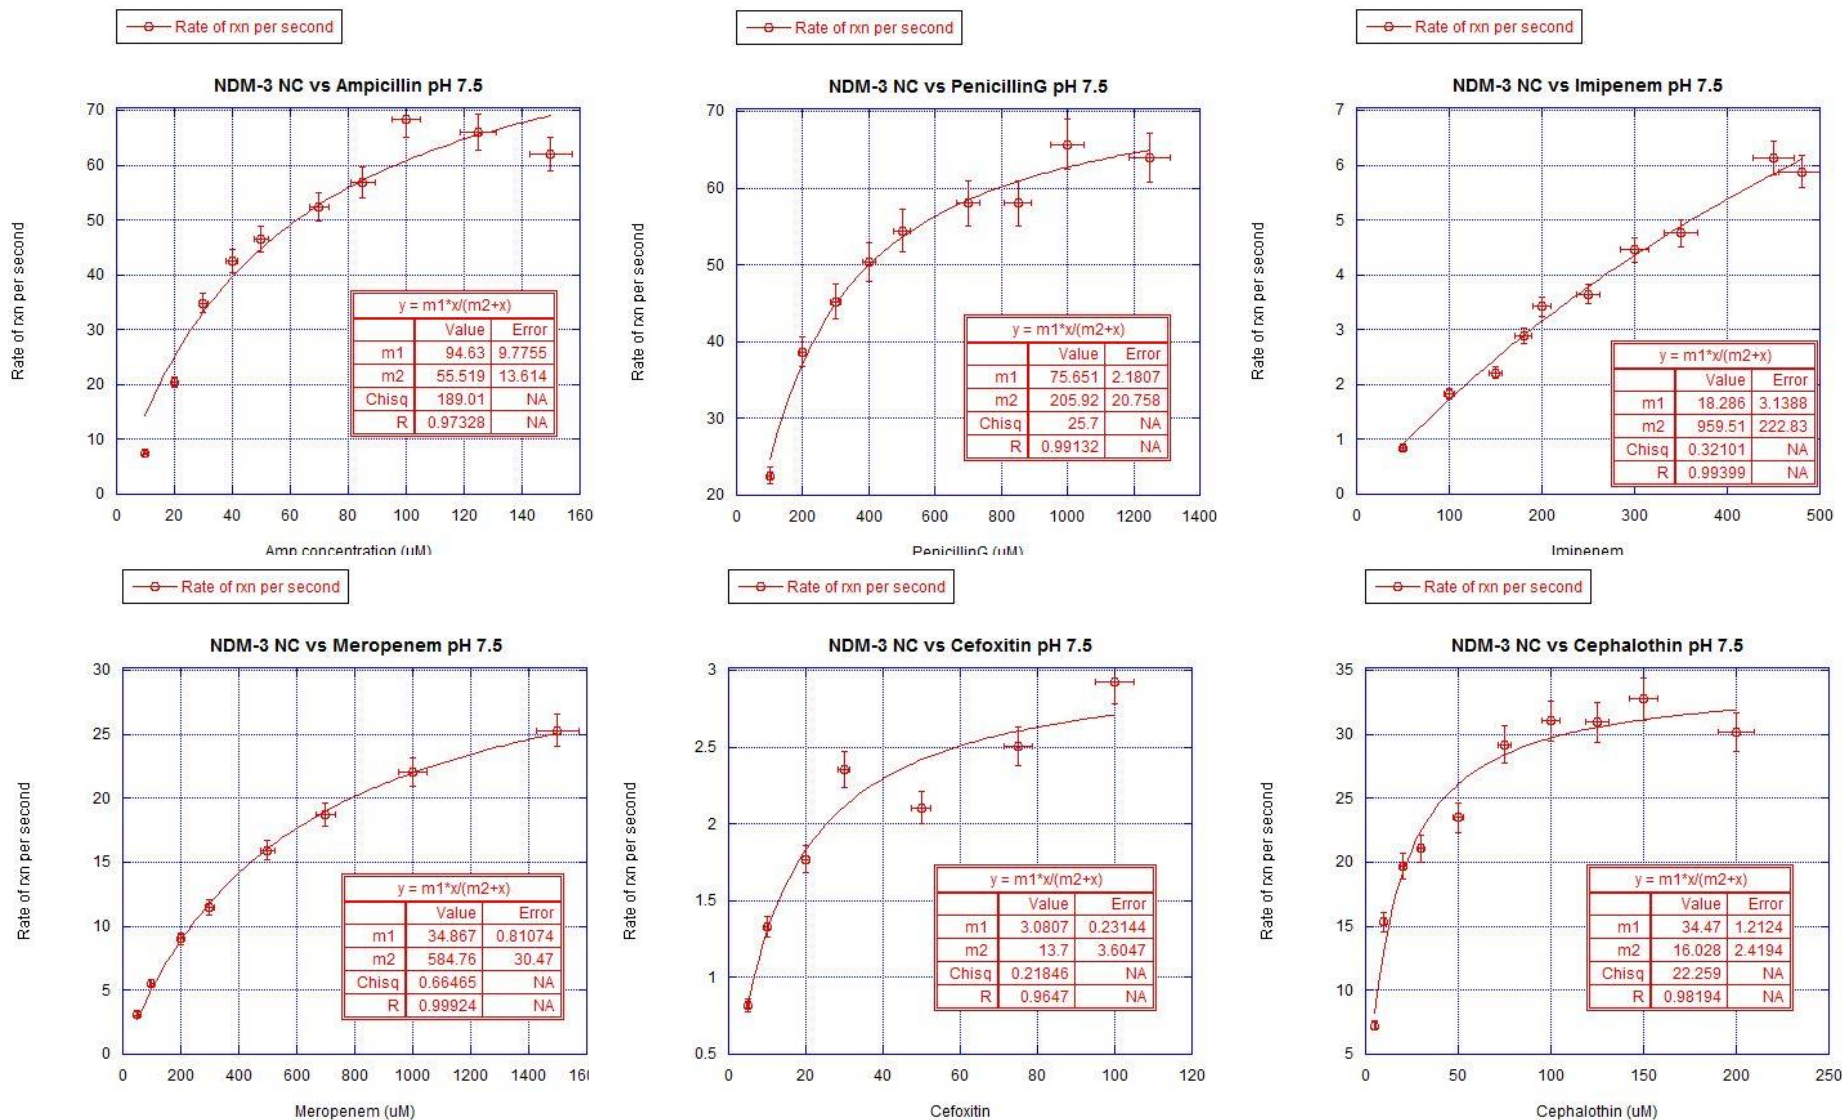 Rate of rxn per second
NDM-3 NC vs Ampicillin pH 7.5
Rate of rxn per second
70
60
50
40
30
20
10
0
y = m1*x/(m2+x)
Value Error
m1 94.63 9.7755
m2 55.519 13.614
Chisq 189.01 NA
R 0.97328 NA
0 20 40 60 80 100 120 140 160
Amp concentration (uM)
Rate of rxn per second
NDM-3 NC vs PenicillinG pH 7.5
Rate of rxn per second
70
60
50
40
30
20
y = m1*x/(m2+x)
Value Error
m1 75.651 2.1807
m2 205.92 20.758
Chisq 25.7 NA
R 0.99132 NA
0 200 400 600 800 1000 1200 1400
PenicillinG (uM)
Rate of rxn per second
NDM-3 NC vs Imipenem pH 7.5
Rate of rxn per second
7
6
5
4
3
2
1
0
y = m1*x/(m2+x)
Value Error
m1 18.286 3.1388
m2 959.51 222.83
Chisq 0.32101 NA
R 0.99399 NA
0 100 200 300 400 500
Imipenem
Rate of rxn per second
NDM-3 NC vs Meropenem pH 7.5
Rate of rxn per second
30
25
20
15
10
5
0
y = m1*x/(m2+x)
Value Error
m1 34.867 0.81074
m2 584.76 30.47
Chisq 0.66465 NA
R 0.99924 NA
0 200 400 600 800 1000 1200 1400
Meropenem (uM)
Rate of rxn per second
NDM-3 NC vs Cefoxitin pH 7.5
Rate of rxn per second
3
2.5
2
1.5
1
0.5
y = m1*x/(m2+x)
Value Error
m1 3.0807 0.23144
m2 13.7 3.6047
Chisq 0.21846 NA
R 0.9647 NA
0 20 40 60 80 100 120
Cefoxitin
Rate of rxn per second
NDM-3 NC vs Cephalothin pH 7.5
Rate of rxn per second
35
30
25
20
15
10
5
y = m1*x/(m2+x)
Value Error
m1 34.47 1.2124
m2 16.028 2.4194
Chisq 22.259 NA
R 0.98194 NA
0 50 100 150 200 250
Cephalothin (uM)